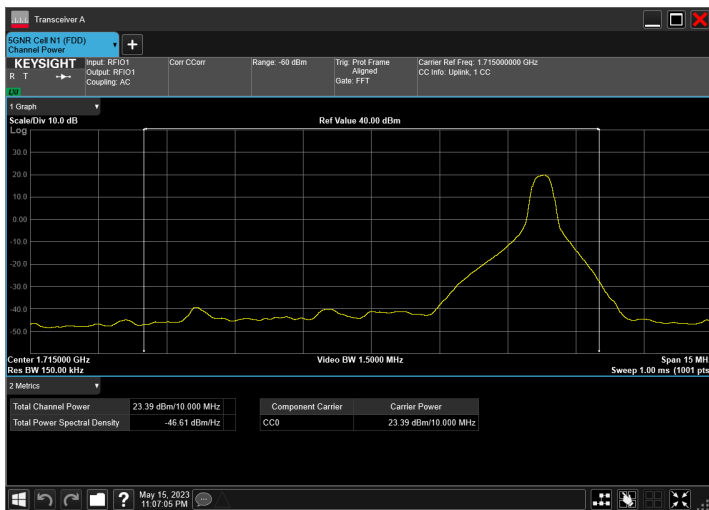 Transceiver A
5GNR Cell N1 (FDD)
Channel Power
KEYSIGHT
R T
LXI
Input: RFIO1
Output: RFIO1
Coupling: AC
Corr CCorr
Range: -60 dBm
Trig: Prot Frame
Aligned
Gate: FFT
Carrier Ref Freq: 1.715000000 GHz
CC Info: Uplink, 1 CC
1 Graph
Scale/Div 10.0 dB
Ref Value 40.00 dBm
Log
30.0
20.0
10.0
0.00
-10.0
-20.0
-30.0
-40.0
-50.0
Center 1.715000 GHz
Video BW 1.5000 MHz
Span 15 MH
Res BW 150.00 kHz
Sweep 1.00 ms (1001 pts
2 Metrics
Total Channel Power 23.39 dBm/10.000 MHz
Total Power Spectral Density -46.61 dBm/Hz
Component Carrier Carrier Power
CC0 23.39 dBm/10.000 MHz
?
May 15, 2023
11:07:05 PM